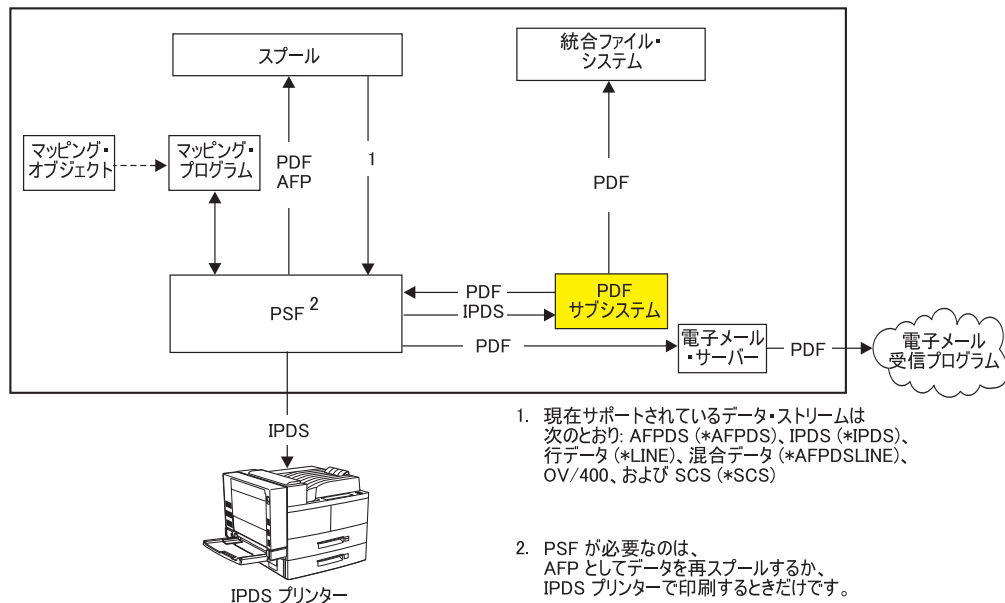 スプール
統合ファイル・
システム
マッピング・
オブジェクト
マッピング・
プログラム
PDF
AFP
1
PDF
PSF 2
PDF
IPDS
PDF
サブシステム
PDF
電子メール
・サーバー
PDF
電子メール
受信プログラム
IPDS
IPDS プリンター
1. 現在サポートされているデータ・ストリームは
次のとおり: AFPDS (*AFPDS)、IPDS (*IPDS)、
行データ (*LINE)、混合データ (*AFPDSLINE)、
OV/400、および SCS (*SCS)
2. PSF が必要なのは、
AFP としてデータを再スプールするか、
IPDS プリンターで印刷するときだけです。